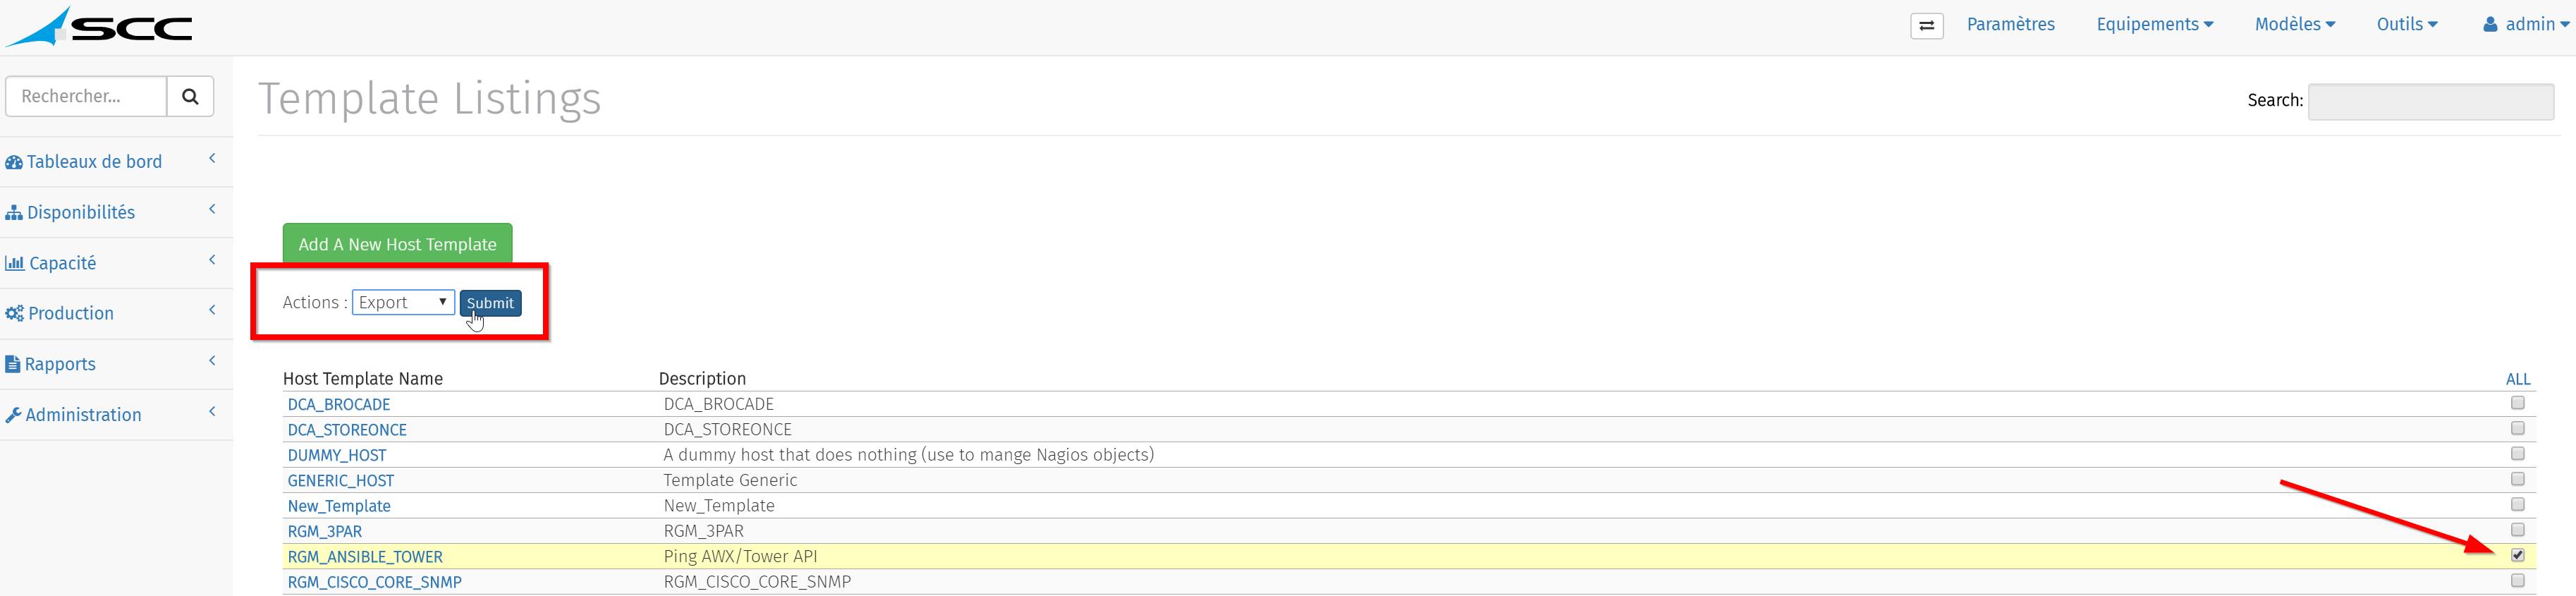 SCC
Paramètres Equipements Modèles Outils admin
Rechercher...
Template Listings
Search:
Tableaux de bord
Disponibilités
Capacité
Production
Rapports
Administration
Add A New Host Template
Actions : Export Submit
Host Template Name Description ALL
DCA_BROCADE DCA_BROCADE
DCA_STOREONCE DCA_STOREONCE
DUMMY_HOST A dummy host that does nothing (use to mange Nagios objects)
GENERIC_HOST Template Generic
New_Template New_Template
RGM_3PAR RGM_3PAR
RGM_ANSIBLE_TOWER Ping AWX/Tower API
RGM_CISCO_CORE_SNMP RGM_CISCO_CORE_SNMP